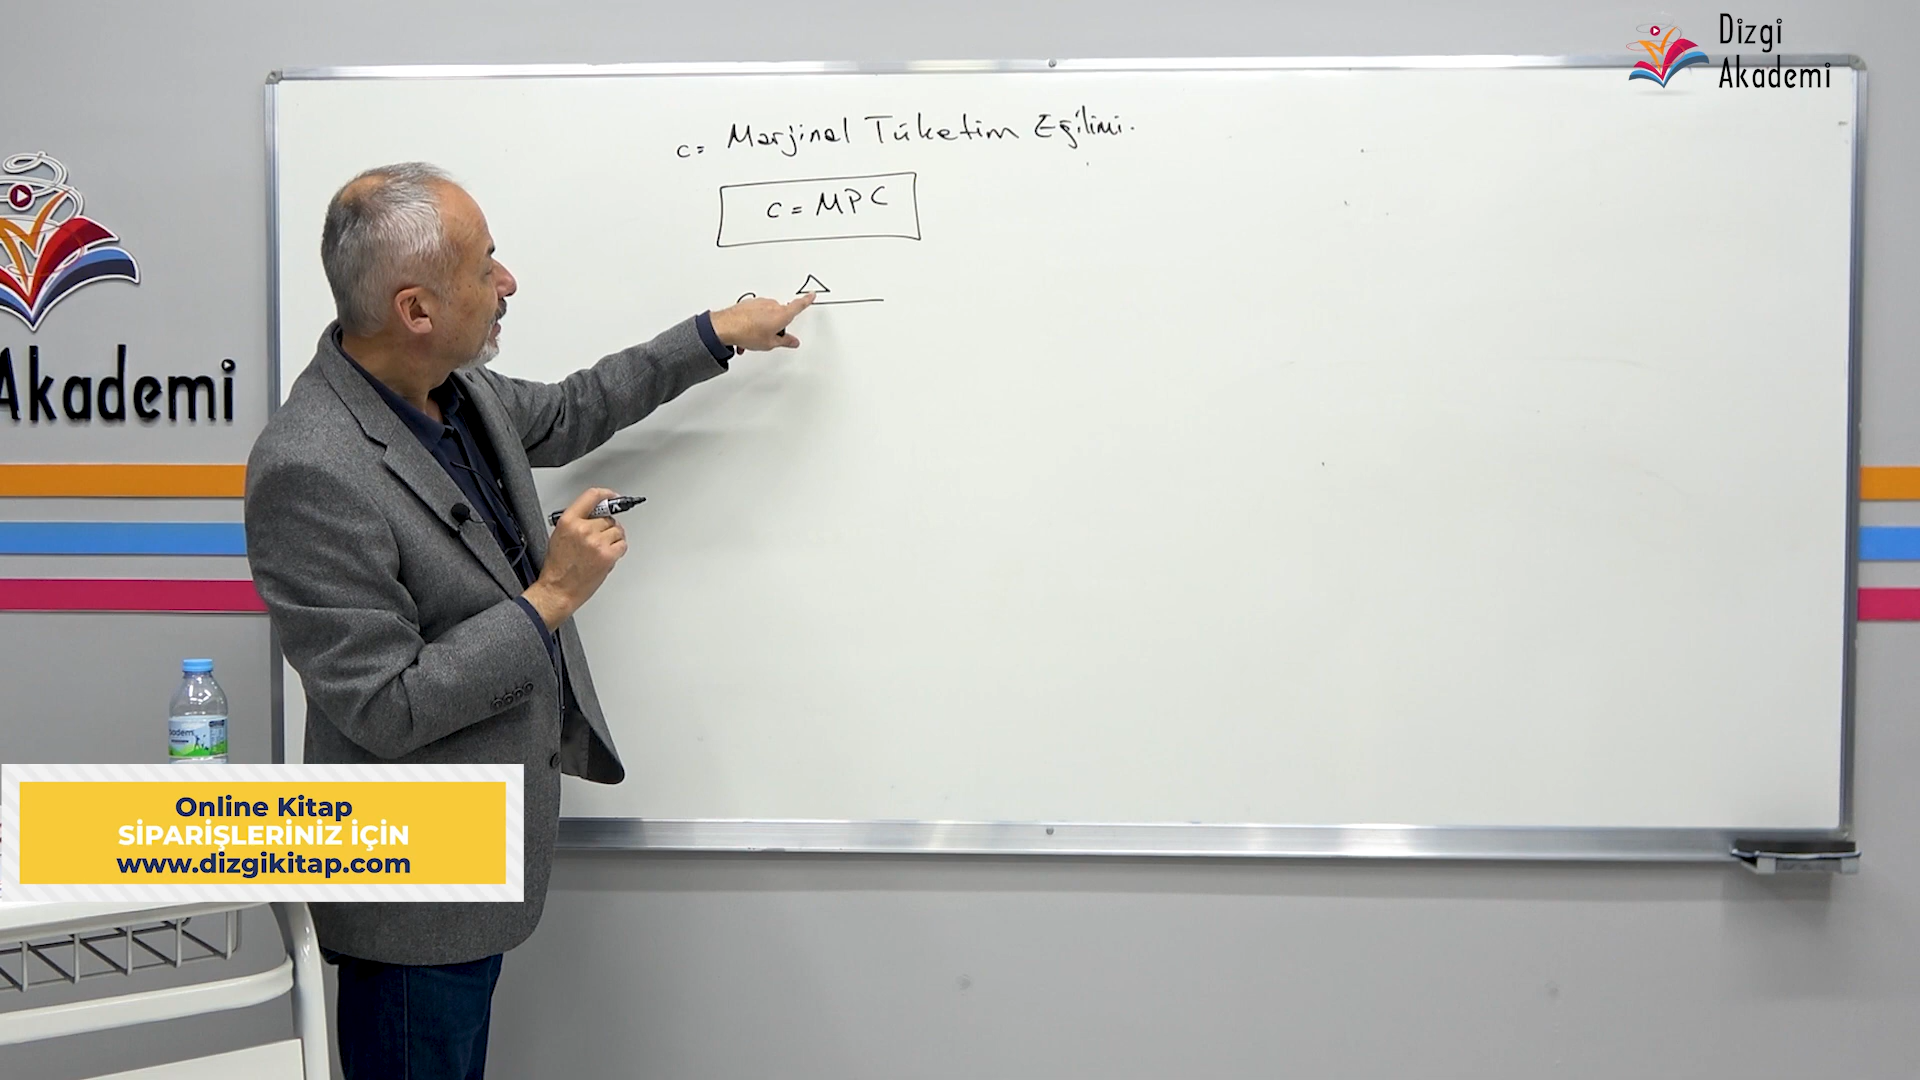 Dizgi
Akademi
c = Marjinal Tüketim Eğilimi.
c = MPC
c
Δ
Akademi
Online Kitap
SİPARİŞLERİNİZ İÇİN
www.dizgikitap.com